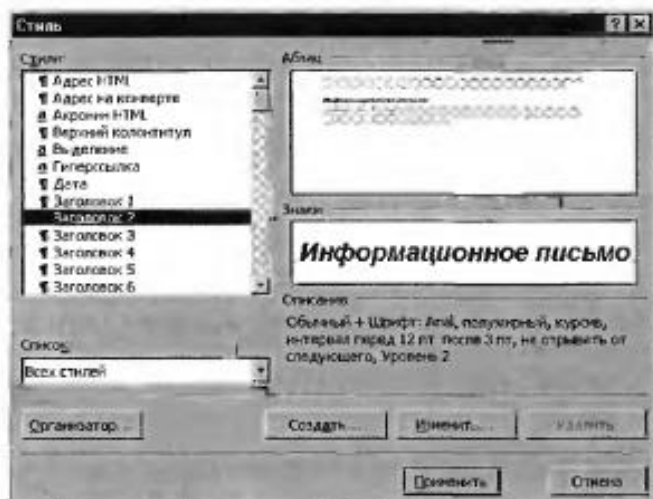 Стиль
Стили:
¶ Адрес HTML
¶ Адрес на конверте
a Акроним HTML
¶ Верхний колонтитул
a Выделение
a Гиперссылка
¶ Дата
¶ Заголовок 1
Заголовок 2
¶ Заголовок 3
¶ Заголовок 4
¶ Заголовок 5
¶ Заголовок 6
Список:
Всех стилей
Абзац
Знаки
Информационное письмо
Описание
Обычный + Шрифт: Arial, полужирный, курсив,
интервал перед 12 пт после 3 пт, не отрывать от
следующего, Уровень 2
Организатор...
Создать...
Изменить...
Удалить
Применить
Отмена